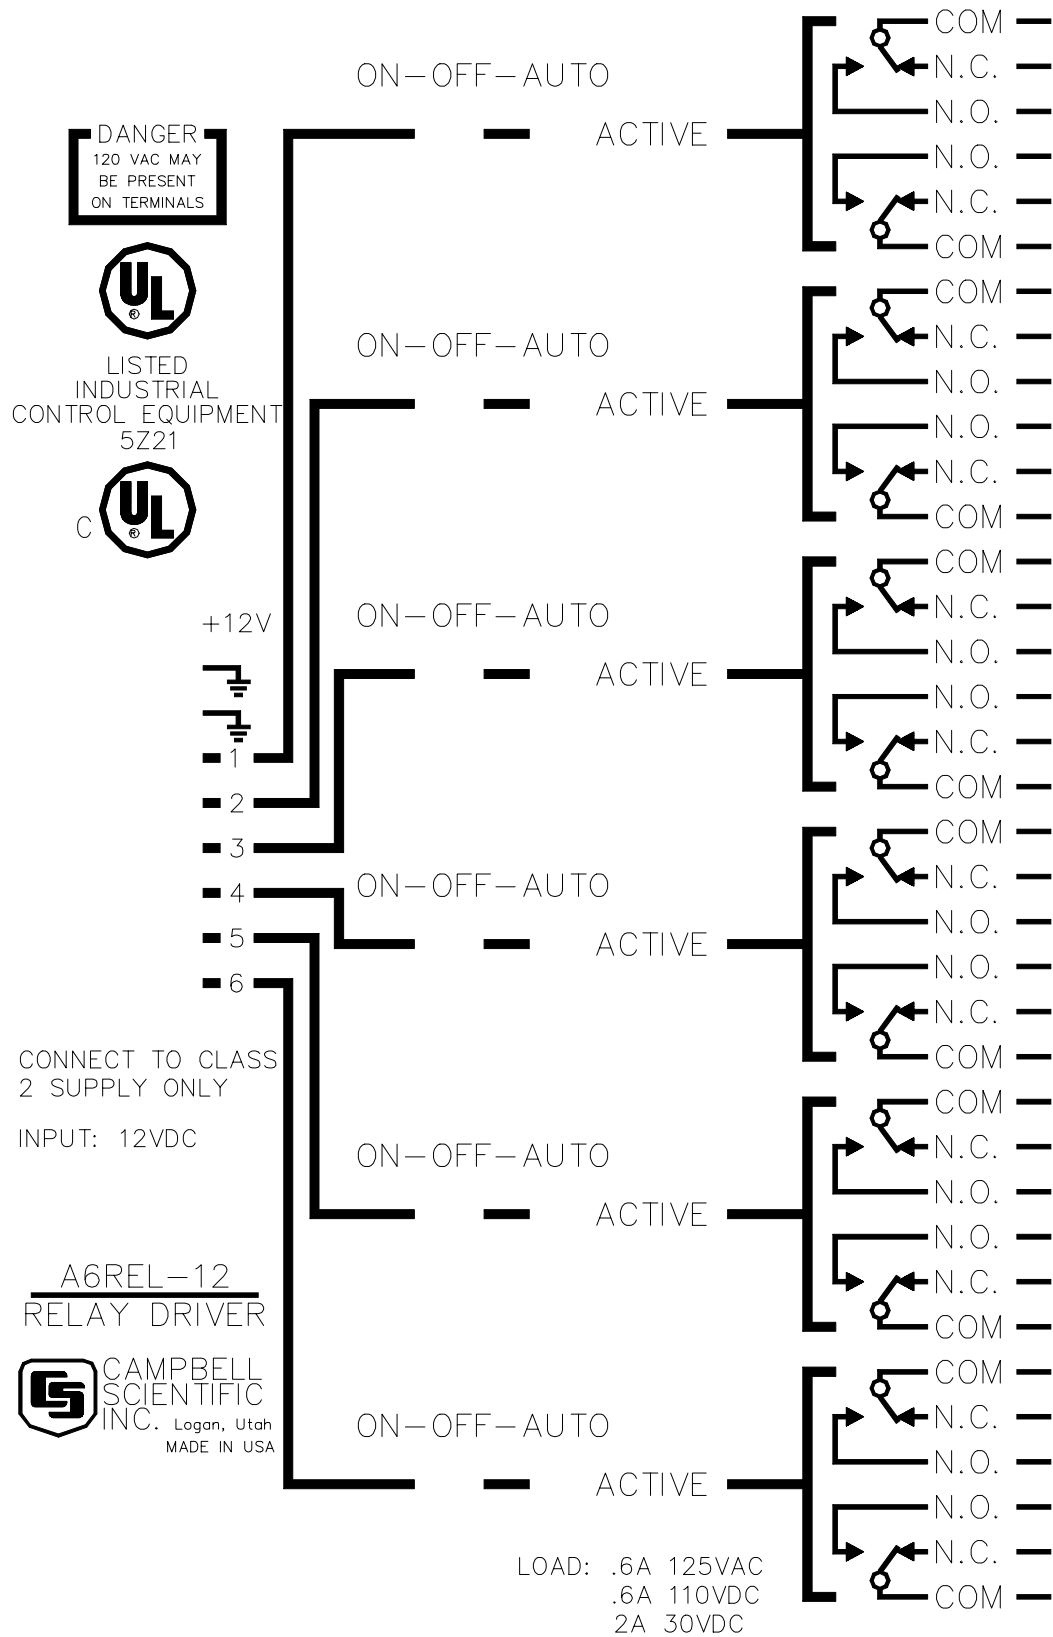 DANGER
120 VAC MAY
BE PRESENT
ON TERMINALS
UL
®
LISTED
INDUSTRIAL
CONTROL EQUIPMENT
5Z21
C UL
®
+12V
1
2
3
4
5
6
CONNECT TO CLASS
2 SUPPLY ONLY
INPUT: 12VDC
A6REL-12
RELAY DRIVER
CAMPBELL
SCIENTIFIC
INC. Logan, Utah
MADE IN USA
ON-OFF-AUTO
ACTIVE
COM
N.C.
N.O.
N.O.
N.C.
COM
ON-OFF-AUTO
ACTIVE
COM
N.C.
N.O.
N.O.
N.C.
COM
ON-OFF-AUTO
ACTIVE
COM
N.C.
N.O.
N.O.
N.C.
COM
ON-OFF-AUTO
ACTIVE
COM
N.C.
N.O.
N.O.
N.C.
COM
ON-OFF-AUTO
ACTIVE
COM
N.C.
N.O.
N.O.
N.C.
COM
ON-OFF-AUTO
ACTIVE
COM
N.C.
N.O.
N.O.
N.C.
COM
LOAD: .6A 125VAC
.6A 110VDC
2A 30VDC